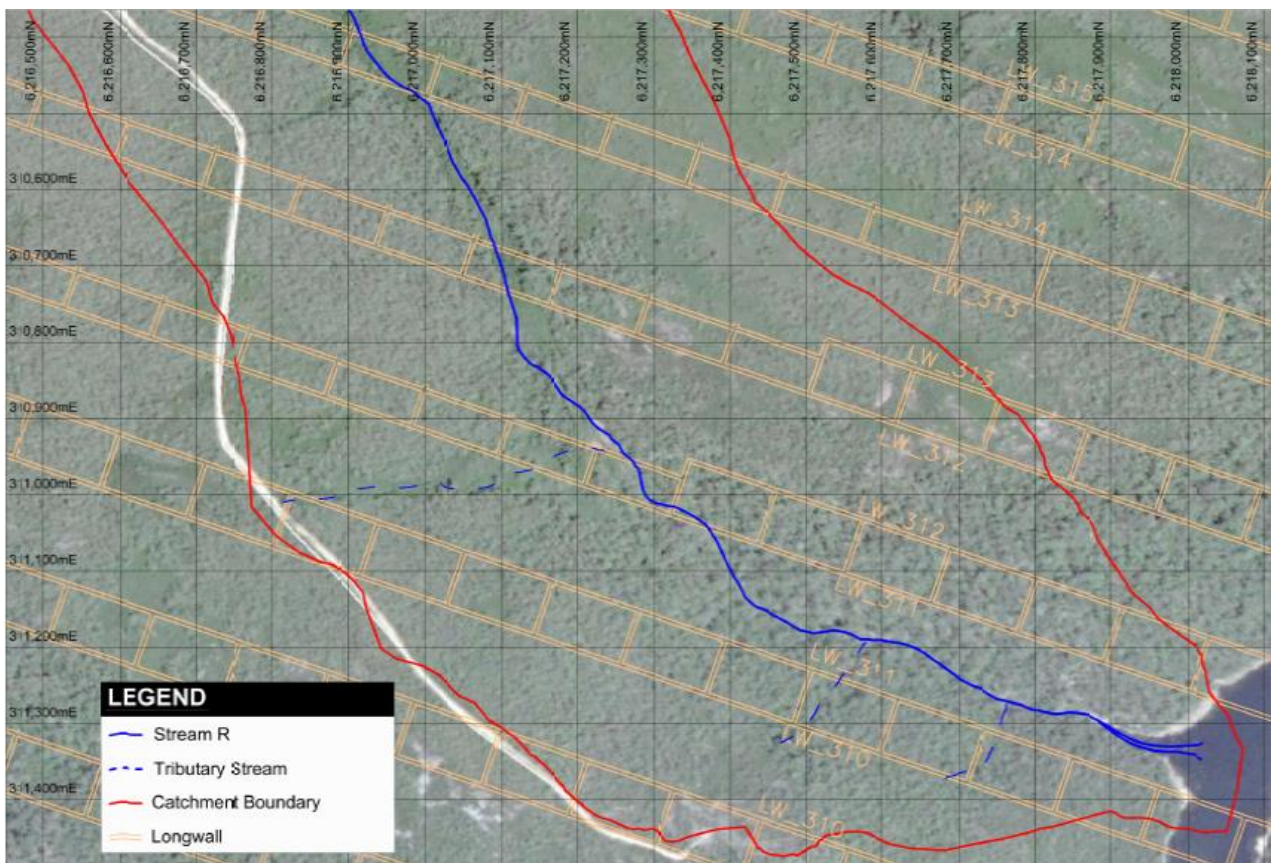 6,216,500mN
6,216,600mN
6,216,700mN
6,216,800mN
6,216,900mN
6,217,000mN
6,217,100mN
6,217,200mN
6,217,300mN
6,217,400mN
6,217,500mN
6,217,600mN
6,217,700mN
6,217,800mN
6,217,900mN
6,218,000mN
6,218,100mN
LW_315
LW_314
310,600mE
LW_314
310,700mE
LW_313
310,800mE
LW_313
310,900mE
LW_312
311,000mE
LW_312
311,100mE
LW_311
311,200mE
LW_311
311,300mE
LW_310
311,400mE
LW_310
LEGEND
Stream R
Tributary Stream
Catchment Boundary
Longwall